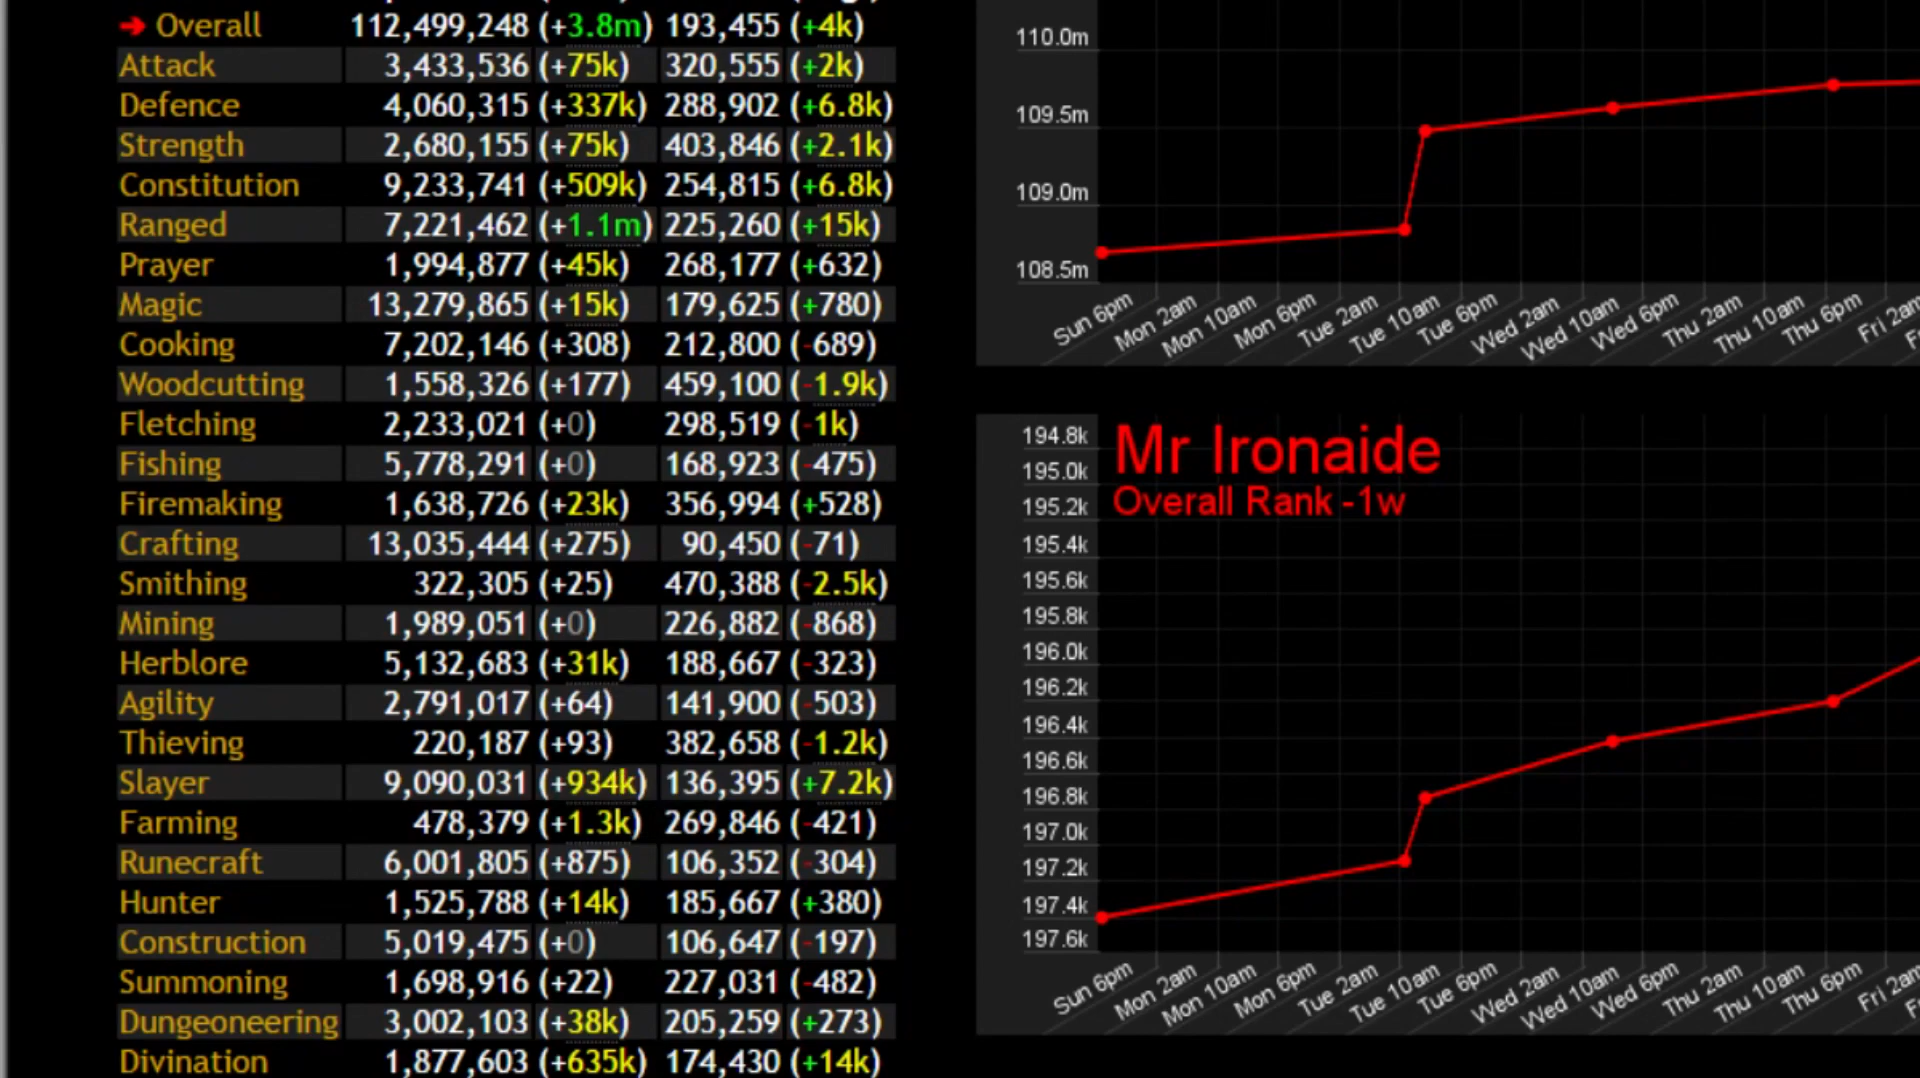 ➔ Overall 112,499,248 (+3.8m) 193,455 (+4k)
Attack 3,433,536 (+75k) 320,555 (+2k)
Defence 4,060,315 (+337k) 288,902 (+6.8k)
Strength 2,680,155 (+75k) 403,846 (+2.1k)
Constitution 9,233,741 (+509k) 254,815 (+6.8k)
Ranged 7,221,462 (+1.1m) 225,260 (+15k)
Prayer 1,994,877 (+45k) 268,177 (+632)
Magic 13,279,865 (+15k) 179,625 (+780)
Cooking 7,202,146 (+308) 212,800 (-689)
Woodcutting 1,558,326 (+177) 459,100 (-1.9k)
Fletching 2,233,021 (+0) 298,519 (-1k)
Fishing 5,778,291 (+0) 168,923 (-475)
Firemaking 1,638,726 (+23k) 356,994 (+528)
Crafting 13,035,444 (+275) 90,450 (-71)
Smithing 322,305 (+25) 470,388 (-2.5k)
Mining 1,989,051 (+0) 226,882 (-868)
Herblore 5,132,683 (+31k) 188,667 (-323)
Agility 2,791,017 (+64) 141,900 (-503)
Thieving 220,187 (+93) 382,658 (-1.2k)
Slayer 9,090,031 (+934k) 136,395 (+7.2k)
Farming 478,379 (+1.3k) 269,846 (-421)
Runecraft 6,001,805 (+875) 106,352 (-304)
Hunter 1,525,788 (+14k) 185,667 (+380)
Construction 5,019,475 (+0) 106,647 (-197)
Summoning 1,698,916 (+22) 227,031 (-482)
Dungeoneering 3,002,103 (+38k) 205,259 (+273)
Divination 1,877,603 (+635k) 174,430 (+14k)
110.0m
109.5m
109.0m
108.5m
Sun 6pm Mon 2am Mon 10am Mon 6pm Tue 2am Tue 10am Tue 6pm Wed 2am Wed 10am Wed 6pm Thu 2am Thu 10am Thu 6pm Fri 2am
Mr Ironaide
Overall Rank -1w
194.8k
195.0k
195.2k
195.4k
195.6k
195.8k
196.0k
196.2k
196.4k
196.6k
196.8k
197.0k
197.2k
197.4k
197.6k
Sun 6pm Mon 2am Mon 10am Mon 6pm Tue 2am Tue 10am Tue 6pm Wed 2am Wed 10am Wed 6pm Thu 2am Thu 10am Thu 6pm Fri 2am